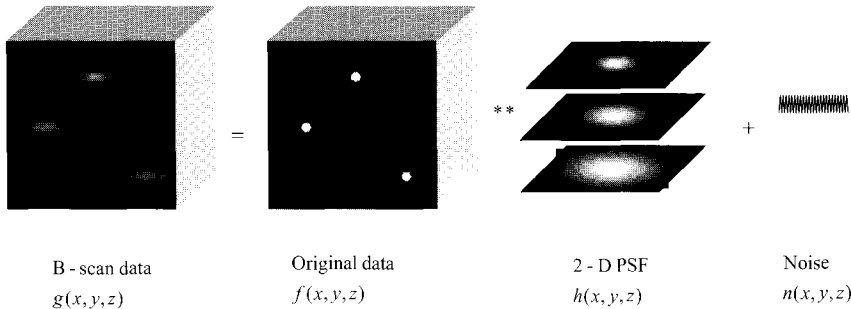 = ** +
B - scan data Original data 2 - D PSF Noise
g(x,y,z) f(x,y,z) h(x,y,z) n(x,y,z)